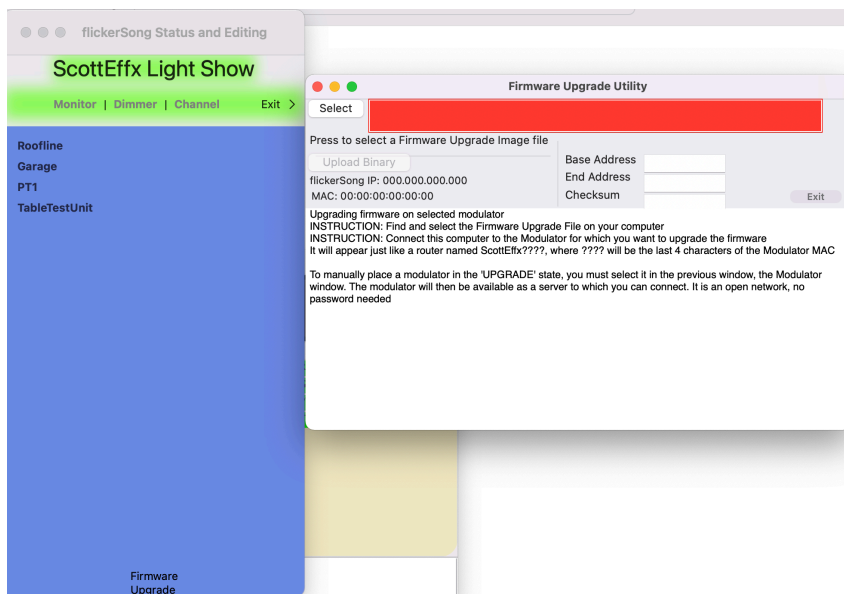 flickerSong Status and Editing
ScottEffx Light Show
Monitor | Dimmer | Channel Exit >
Roofline
Garage
PT1
TableTestUnit
Firmware
Upgrade
Firmware Upgrade Utility
Select
Press to select a Firmware Upgrade Image file
Upload Binary
flickerSong IP: 000.000.000.000
MAC: 00:00:00:00:00:00
Base Address
End Address
Checksum
Exit
Upgrading firmware on selected modulator
INSTRUCTION: Find and select the Firmware Upgrade File on your computer
INSTRUCTION: Connect this computer to the Modulator for which you want to upgrade the firmware
It will appear just like a router named ScottEffx????, where ???? will be the last 4 characters of the Modulator MAC
To manually place a modulator in the 'UPGRADE' state, you must select it in the previous window, the Modulator
window. The modulator will then be available as a server to which you can connect. It is an open network, no
password needed